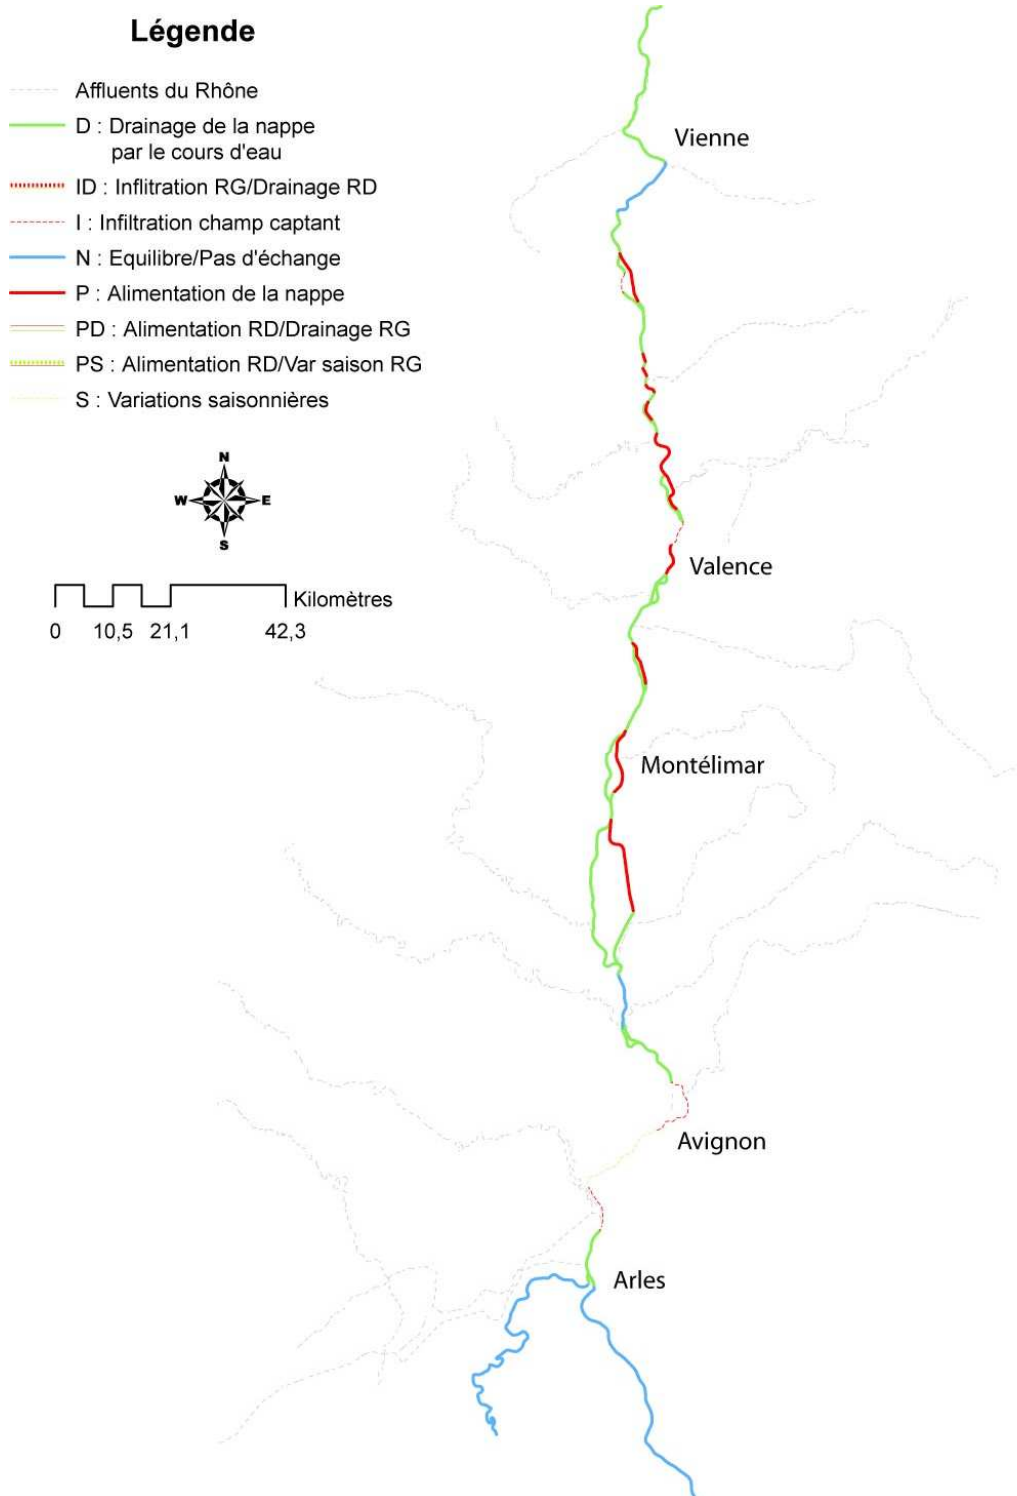 Légende
Affluents du Rhône
D : Drainage de la nappe
par le cours d'eau
ID : Inflitration RG/Drainage RD
I : Infiltration champ captant
N : Equilibre/Pas d'échange
P : Alimentation de la nappe
PD : Alimentation RD/Drainage RG
PS : Alimentation RD/Var saison RG
S : Variations saisonnières
N
W E
S
Kilomètres
0 10,5 21,1 42,3
Vienne
Valence
Montélimar
Avignon
Arles